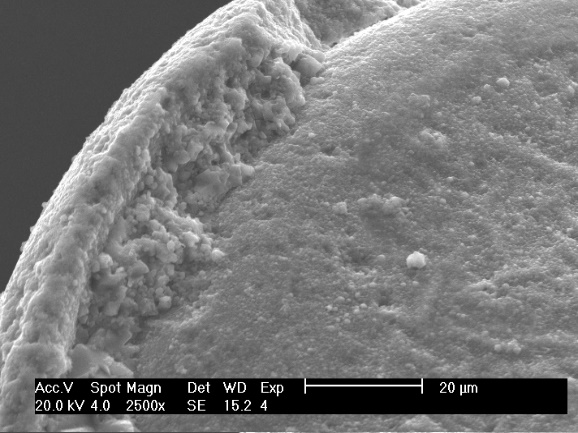 Acc.V Spot Magn Det WD Exp 20 µm
20.0 kV 4.0 2500x SE 15.2 4